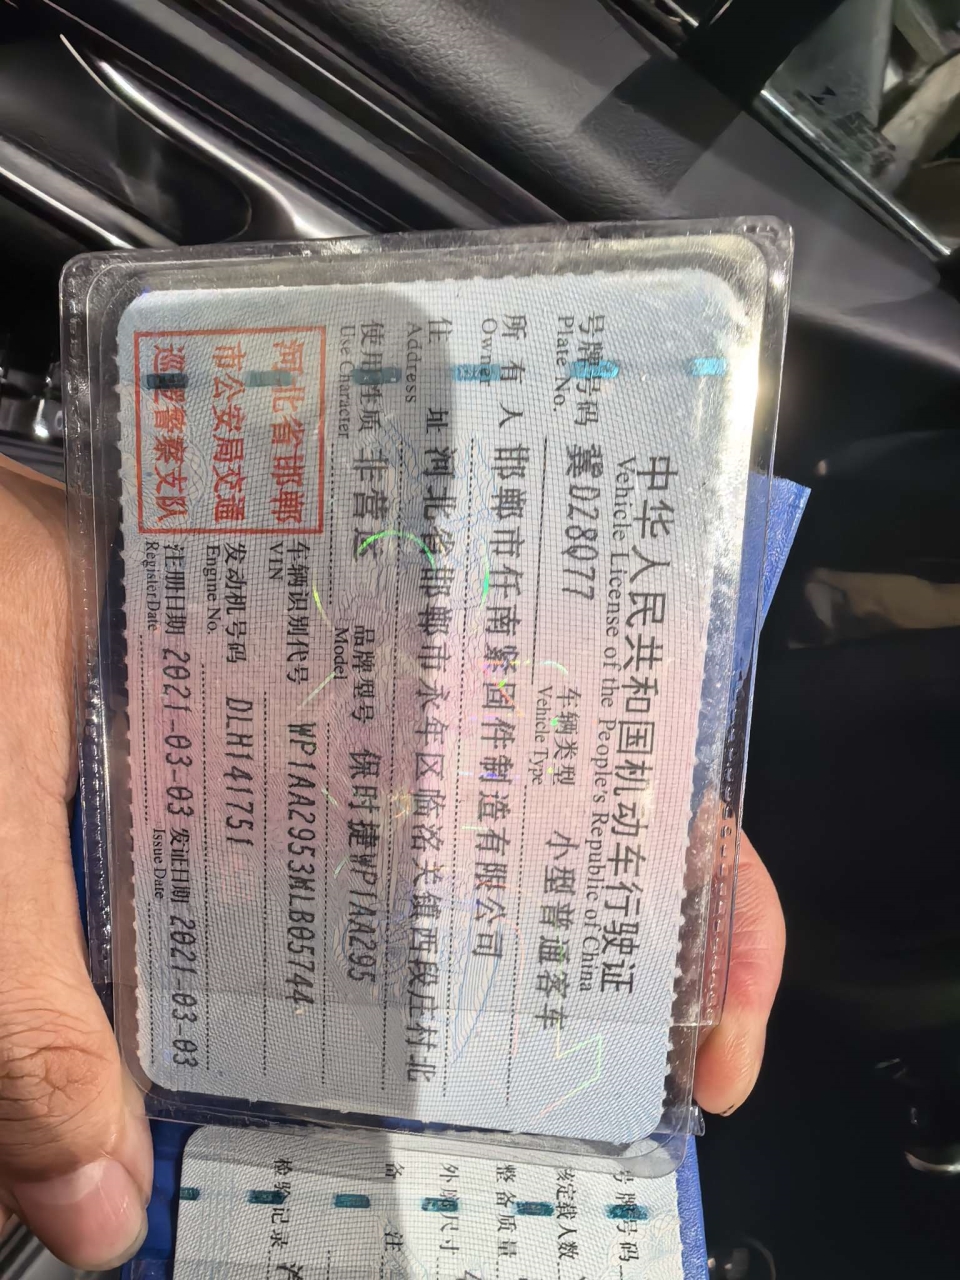 中华人民共和国机动车行驶证
Vehicle License of the People's Republic of China
号牌号码 冀D28Q77 车辆类型 小型普通客车
Plate No. Vehicle Type
所有人 邯郸市任南紧固件制造有限公司
Owner
住址 河北省邯郸市永年区临洺关镇西段庄村北
Address
使用性质 非营运 品牌型号 保时捷WP1AA295
Use Character Model
河北省邯郸
市公安局交通
巡逻警察支队
车辆识别代号 WP1AA2953MLB05744
VIN
发动机号码 DLH141751
Engine No.
注册日期 2021-03-03 发证日期 2021-03-03
Register Date Issue Date
号牌号码
核定载人数
整备质量
外廓尺寸
备注
检验记录